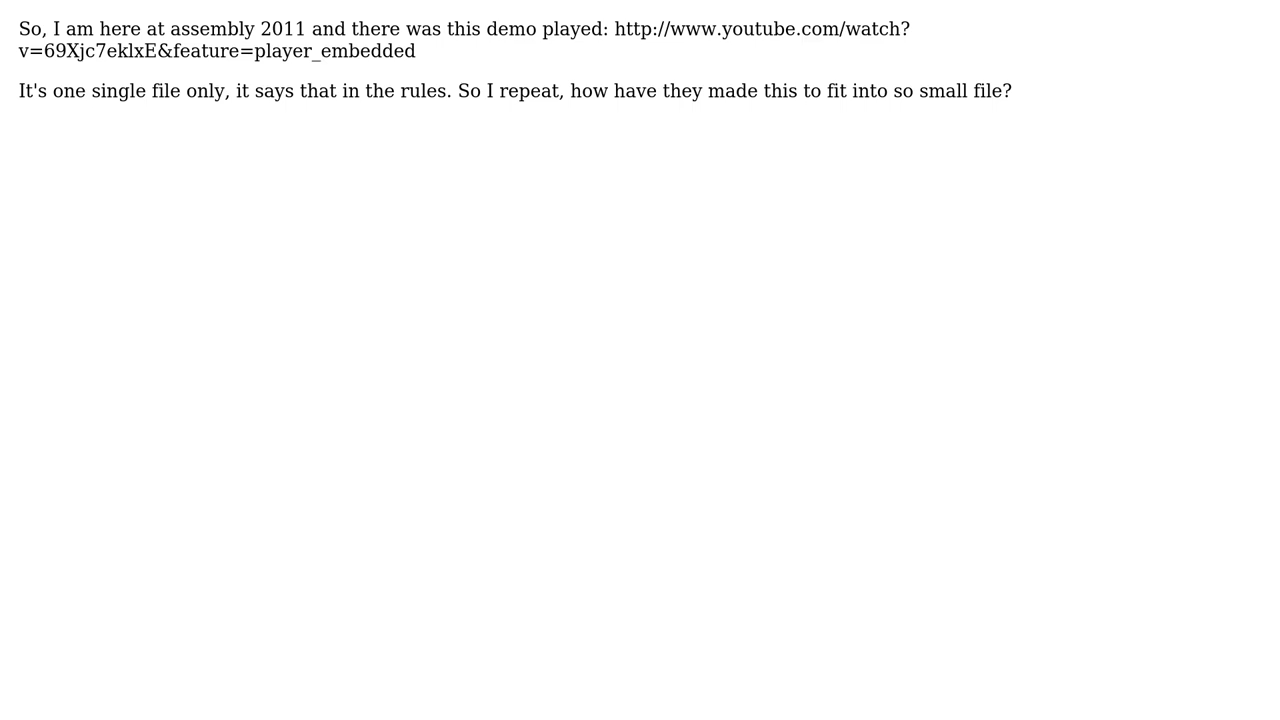 So, I am here at assembly 2011 and there was this demo played: http://www.youtube.com/watch?
v=69Xjc7eklxE&feature=player_embedded
It's one single file only, it says that in the rules. So I repeat, how have they made this to fit into so small file?